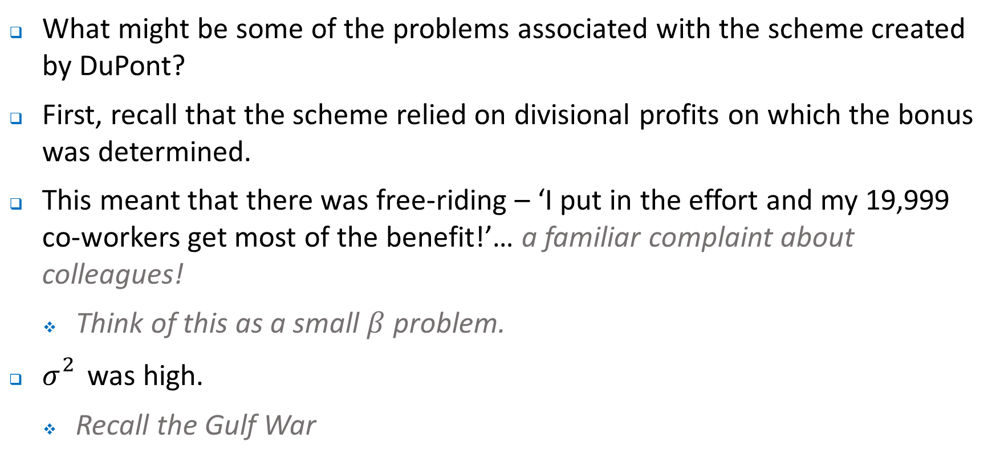 ❑ What might be some of the problems associated with the scheme created
by DuPont?
❑ First, recall that the scheme relied on divisional profits on which the bonus
was determined.
❑ This meant that there was free-riding – ‘I put in the effort and my 19,999
co-workers get most of the benefit!’… a familiar complaint about
colleagues!
❖ Think of this as a small β problem.
❑ σ² was high.
❖ Recall the Gulf War